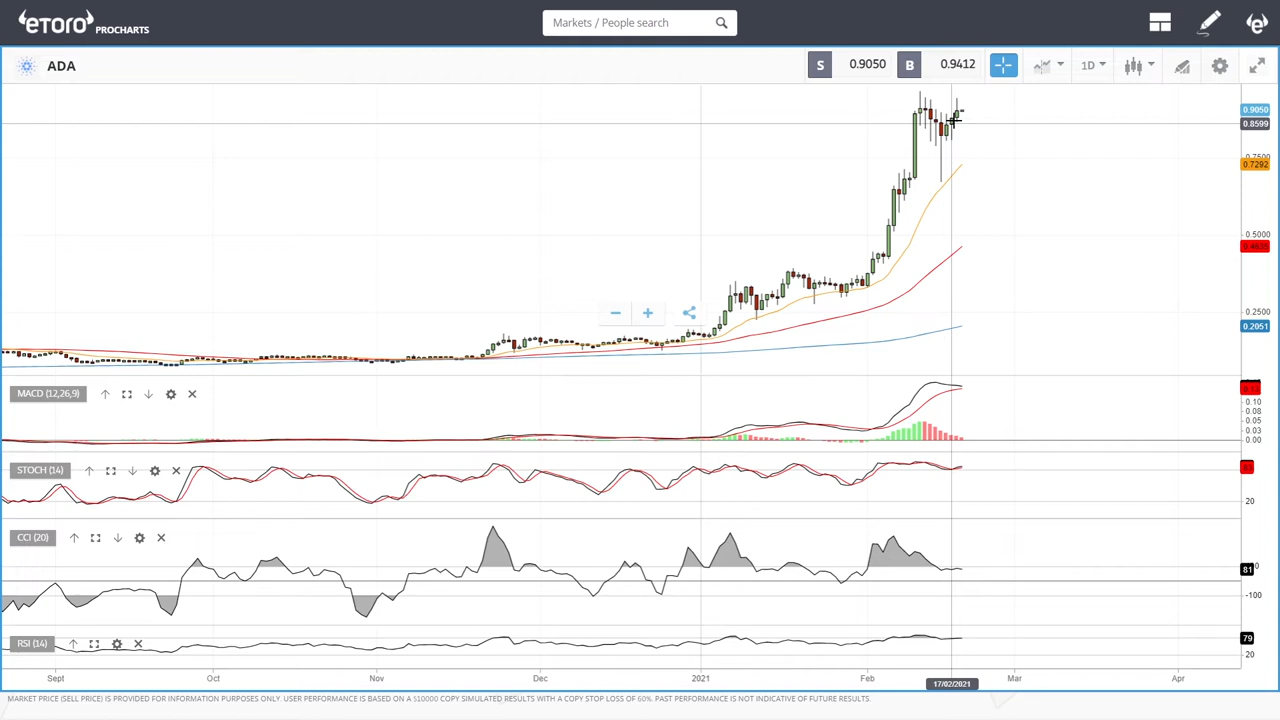 eToro PROCHARTS
Markets / People search
ADA
S 0.9050 B 0.9412
1D
0.9050
0.8599
0.7500
0.7292
0.5000
0.2500
0.2051
MACD (12,26,9)
0.10
0.08
0.05
0.03
0.00
STOCH (14)
20
CCI (20)
81
-100
RSI (14)
79
20
Sept Oct Nov Dec 2021 Feb Mar Apr
17/02/2021
MARKET PRICE (SELL PRICE) IS PROVIDED FOR INFORMATION PURPOSES ONLY. USER PERFORMANCE IS BASED ON A $10000 COPY SIMULATED RESULTS WITH A COPY STOP LOSS OF 60%. PAST PERFORMANCE IS NOT INDICATIVE OF FUTURE RESULTS.